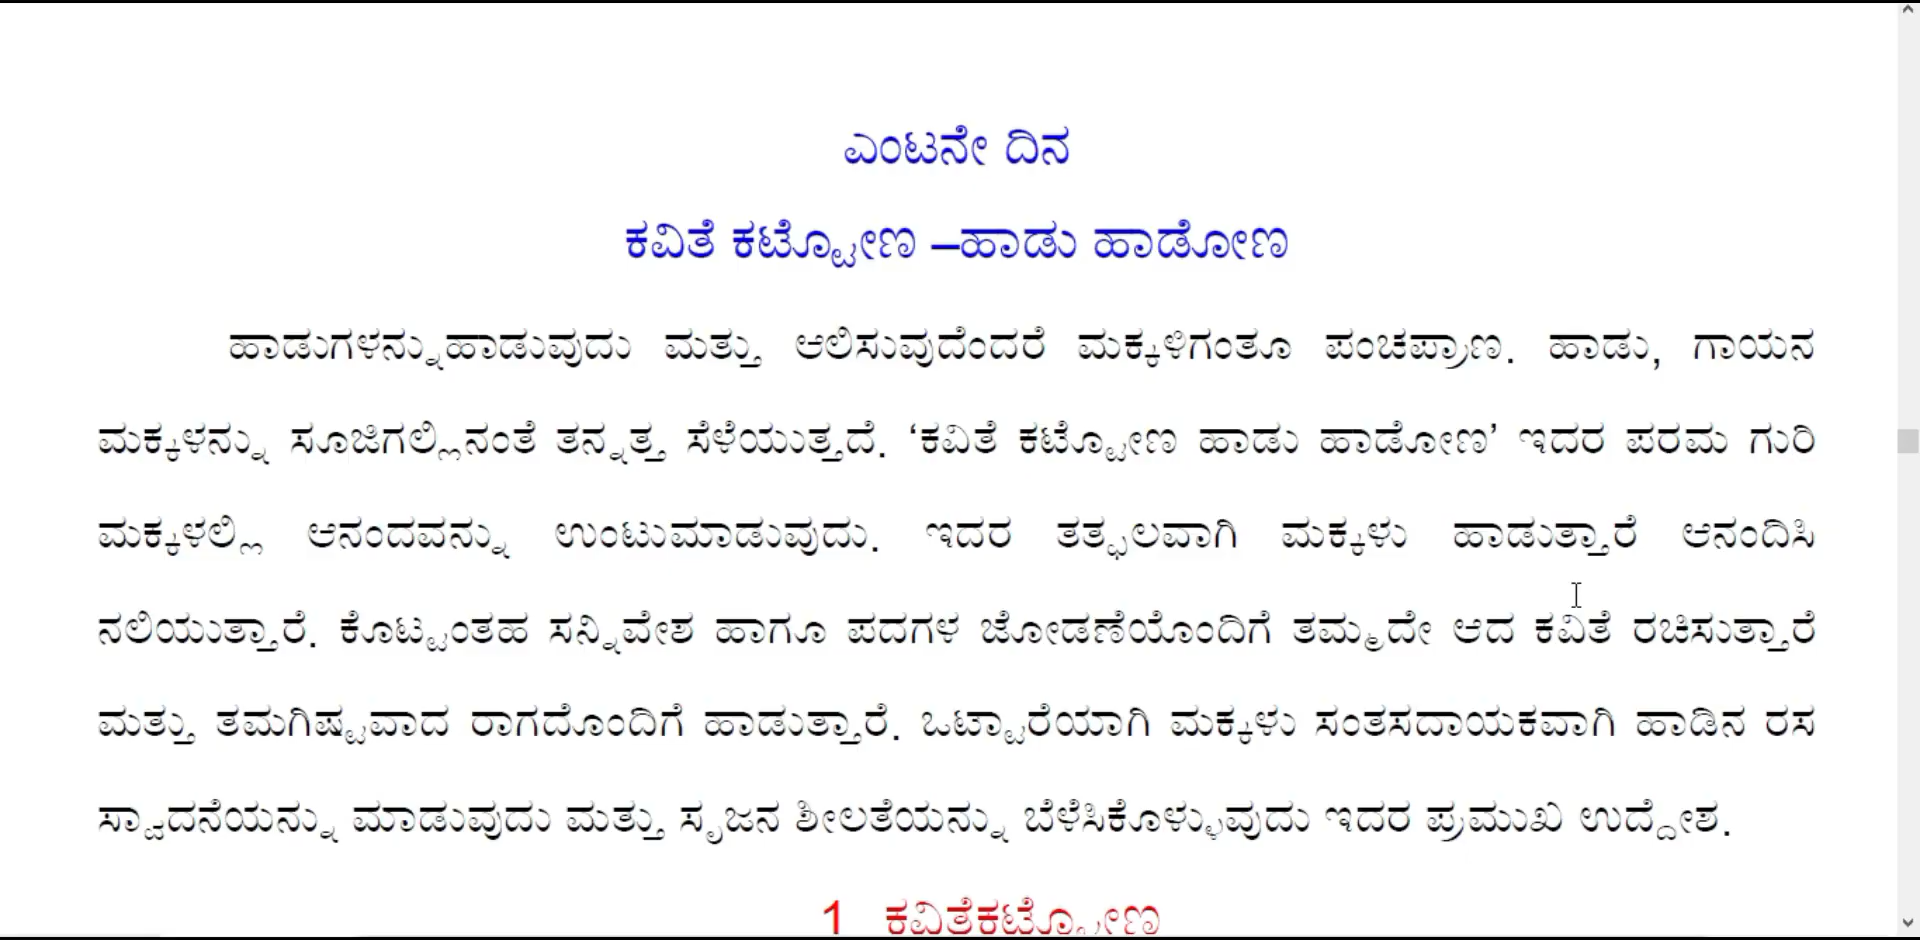 ಎಂಟನೇ ದಿನ
ಕವಿತೆ ಕಟ್ಟೋಣ –ಹಾಡು ಹಾಡೋಣ
ಹಾಡುಗಳನ್ನುಹಾಡುವುದು ಮತ್ತು ಆಲಿಸುವುದೆಂದರೆ ಮಕ್ಕಳಿಗಂತೂ ಪಂಚಪ್ರಾಣ. ಹಾಡು, ಗಾಯನ
ಮಕ್ಕಳನ್ನು ಸೂಜಿಗಲ್ಲಿನಂತೆ ತನ್ನತ್ತ ಸೆಳೆಯುತ್ತದೆ. ‘ಕವಿತೆ ಕಟ್ಟೋಣ ಹಾಡು ಹಾಡೋಣ’ ಇದರ ಪರಮ ಗುರಿ
ಮಕ್ಕಳಲ್ಲಿ ಆನಂದವನ್ನು ಉಂಟುಮಾಡುವುದು. ಇದರ ತತ್ಫಲವಾಗಿ ಮಕ್ಕಳು ಹಾಡುತ್ತಾರೆ ಆನಂದಿಸಿ
ನಲಿಯುತ್ತಾರೆ. ಕೊಟ್ಟಂತಹ ಸನ್ನಿವೇಶ ಹಾಗೂ ಪದಗಳ ಜೋಡಣೆಯೊಂದಿಗೆ ತಮ್ಮದೇ ಆದ ಕವಿತೆ ರಚಿಸುತ್ತಾರೆ
ಮತ್ತು ತಮಗಿಷ್ಟವಾದ ರಾಗದೊಂದಿಗೆ ಹಾಡುತ್ತಾರೆ. ಒಟ್ಟಾರೆಯಾಗಿ ಮಕ್ಕಳು ಸಂತಸದಾಯಕವಾಗಿ ಹಾಡಿನ ರಸ
ಸ್ವಾದನೆಯನ್ನು ಮಾಡುವುದು ಮತ್ತು ಸೃಜನ ಶೀಲತೆಯನ್ನು ಬೆಳೆಸಿಕೊಳ್ಳುವುದು ಇದರ ಪ್ರಮುಖ ಉದ್ದೇಶ.
1 ಕವಿತೆಕಟ್ಟೋಣ